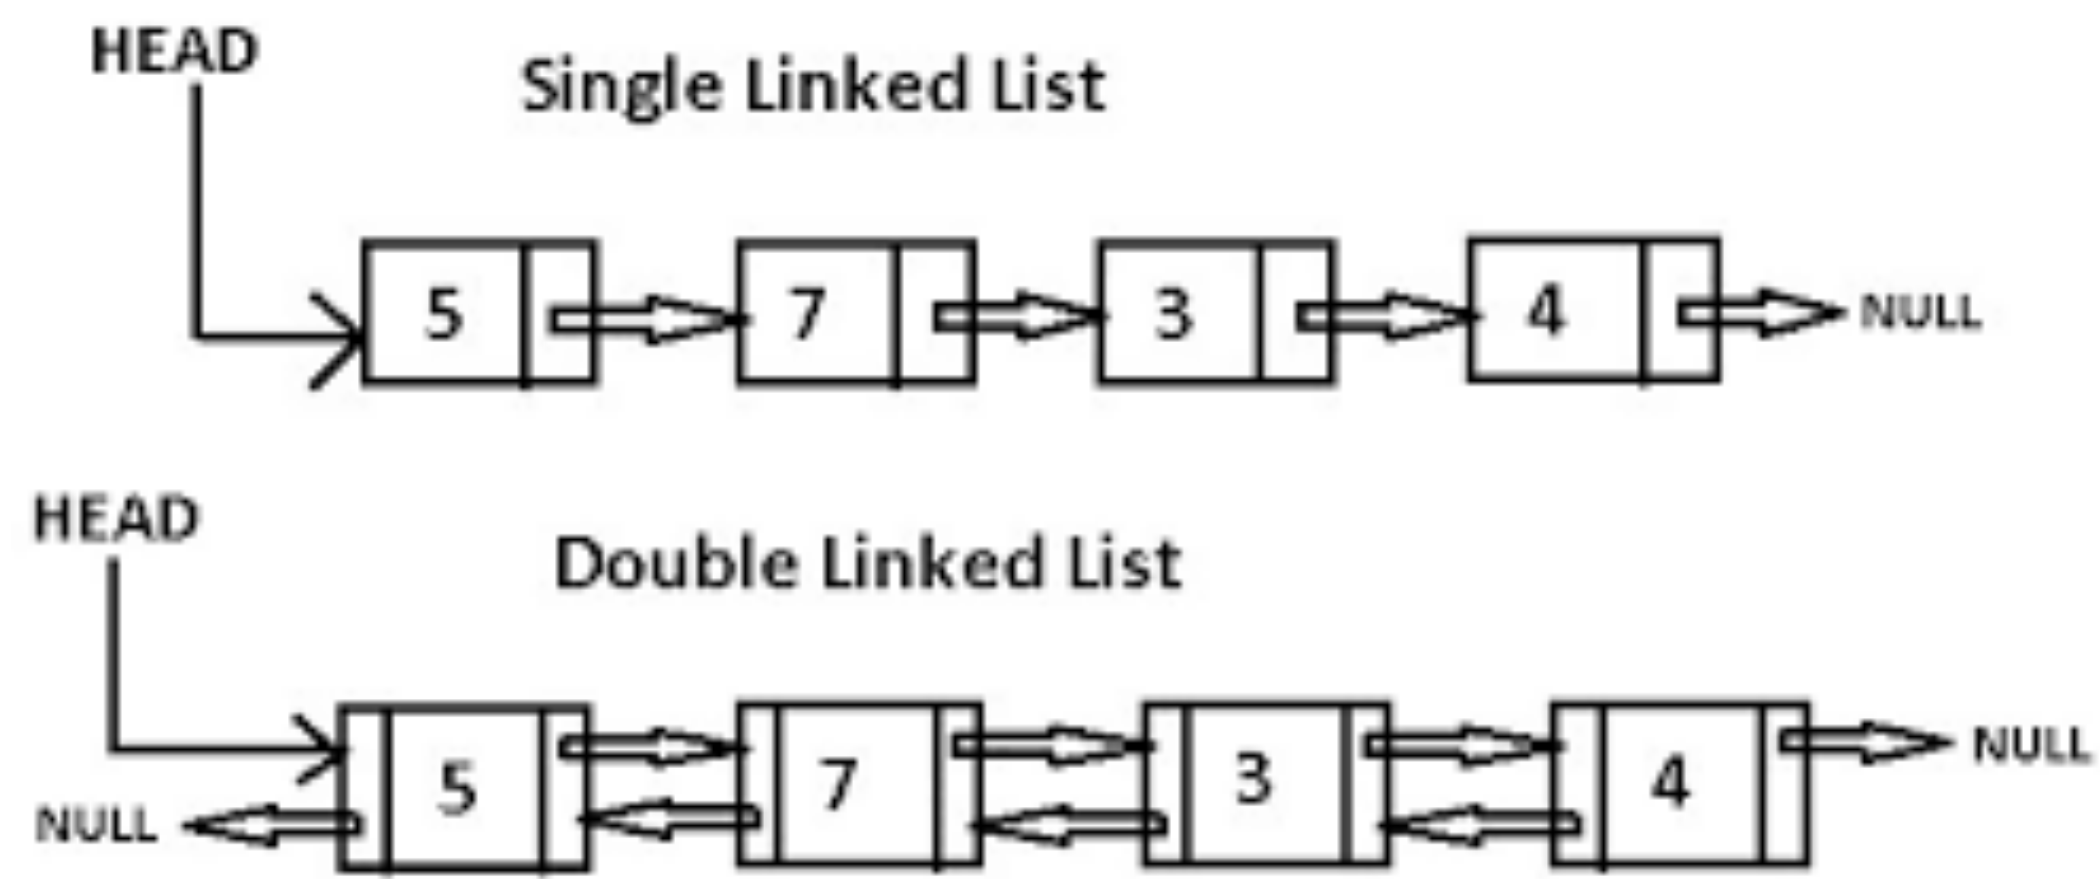 HEAD
Single Linked List
5 7 3 4 NULL
HEAD
Double Linked List
5 7 3 4 NULL
NULL